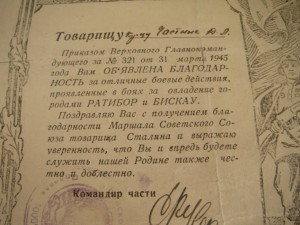 Товарищу
Приказом Верховного Главнокоман-
дующего за № 321 от 31 марта 1945
года Вам ОБ'ЯВЛЕНА БЛАГОДАР-
НОСТЬ за отличные боевые действия,
проявленные в боях за овладение го-
родами РАТИБОР и БИСКАУ.
Поздравляю Вас с получением бла-
годарности Маршала Советского Сою-
за товарища Сталина и выражаю
уверенность, что Вы и впредь будете
служить нашей Родине также чест-
но и доблестно.
Командир части